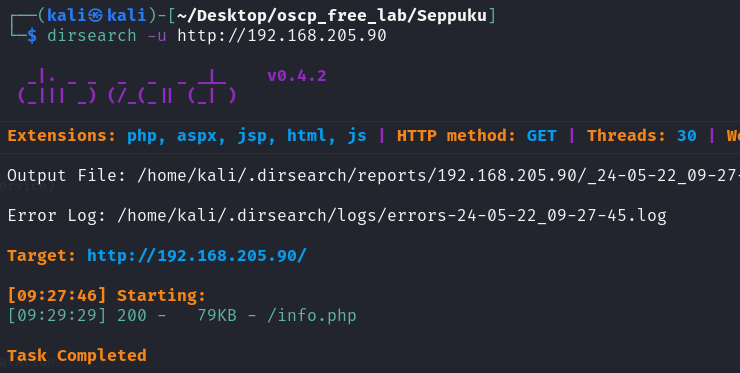 ┌──(kali㉿kali)-[~/Desktop/oscp_free_lab/Seppuku]
└─$ dirsearch -u http://192.168.205.90
_|. _ _  _  _  _ _|_    v0.4.2
(_||| _) (/_(_|| (_| )
Extensions: php, aspx, jsp, html, js | HTTP method: GET | Threads: 30 |
Output File: /home/kali/.dirsearch/reports/192.168.205.90/_24-05-22_09-27-
Error Log: /home/kali/.dirsearch/logs/errors-24-05-22_09-27-45.log
Target: http://192.168.205.90/
[09:27:46] Starting:
[09:29:29] 200 -   79KB - /info.php
Task Completed